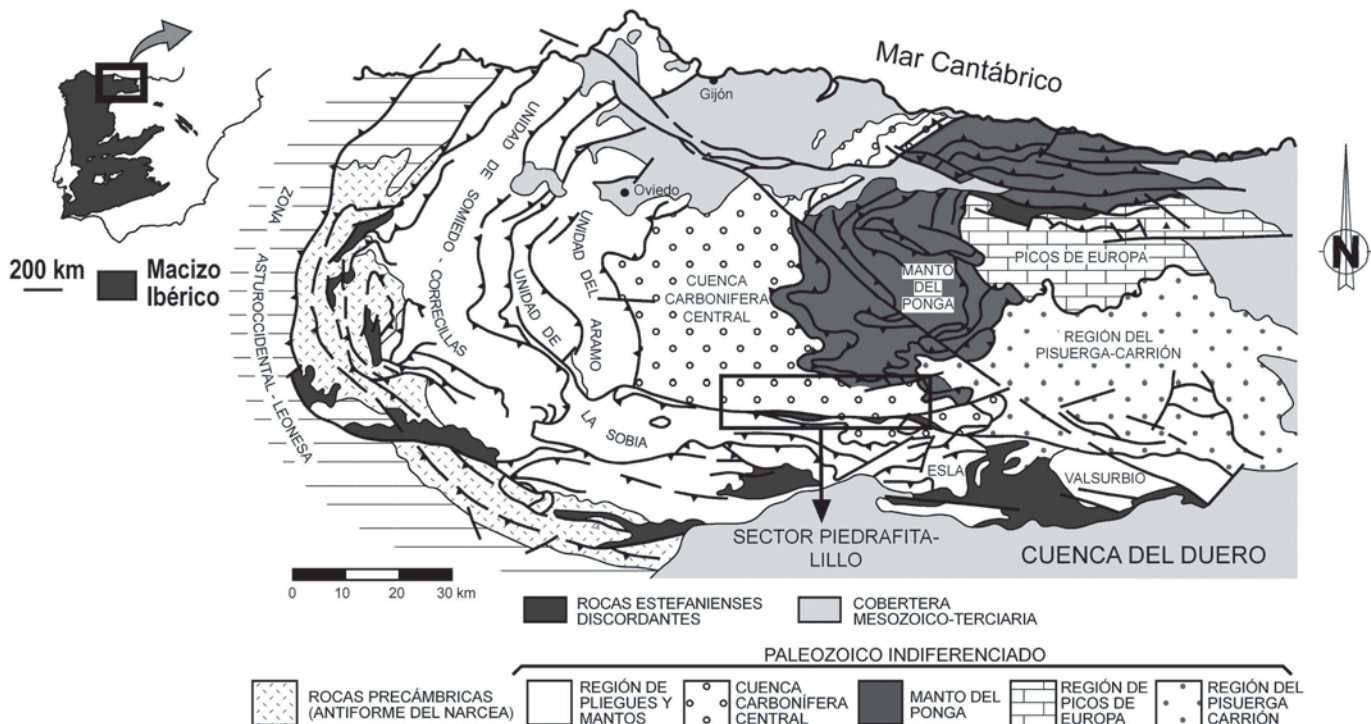 Mar Cantábrico
Gijón
Oviedo
200 km
Macizo
Ibérico
ZONA
ASTUROCCIDENTAL - LEONESA
UNIDAD DE SOMIEDO - CORRECILLAS
UNIDAD DE
LA SOBIA
UNIDAD DEL ARAMO
CUENCA
CARBONIFERA
CENTRAL
MANTO
DEL
PONGA
PICOS DE EUROPA
REGIÓN DEL
PISUERGA-CARRIÓN
N
ESLA
VALSURBIO
SECTOR PIEDRAFITA-
LILLO
CUENCA DEL DUERO
0 10 20 30 km
ROCAS ESTEFANIENSES
DISCORDANTES
COBERTERA
MESOZOICO-TERCIARIA
PALEOZOICO INDIFERENCIADO
ROCAS PRECÁMBRICAS
(ANTIFORME DEL NARCEA)
REGIÓN DE
PLIEGUES Y
MANTOS
CUENCA
CARBONÍFERA
CENTRAL
MANTO DEL
PONGA
REGIÓN DE
PICOS DE
EUROPA
REGIÓN DEL
PISUERGA
CARRIÓN